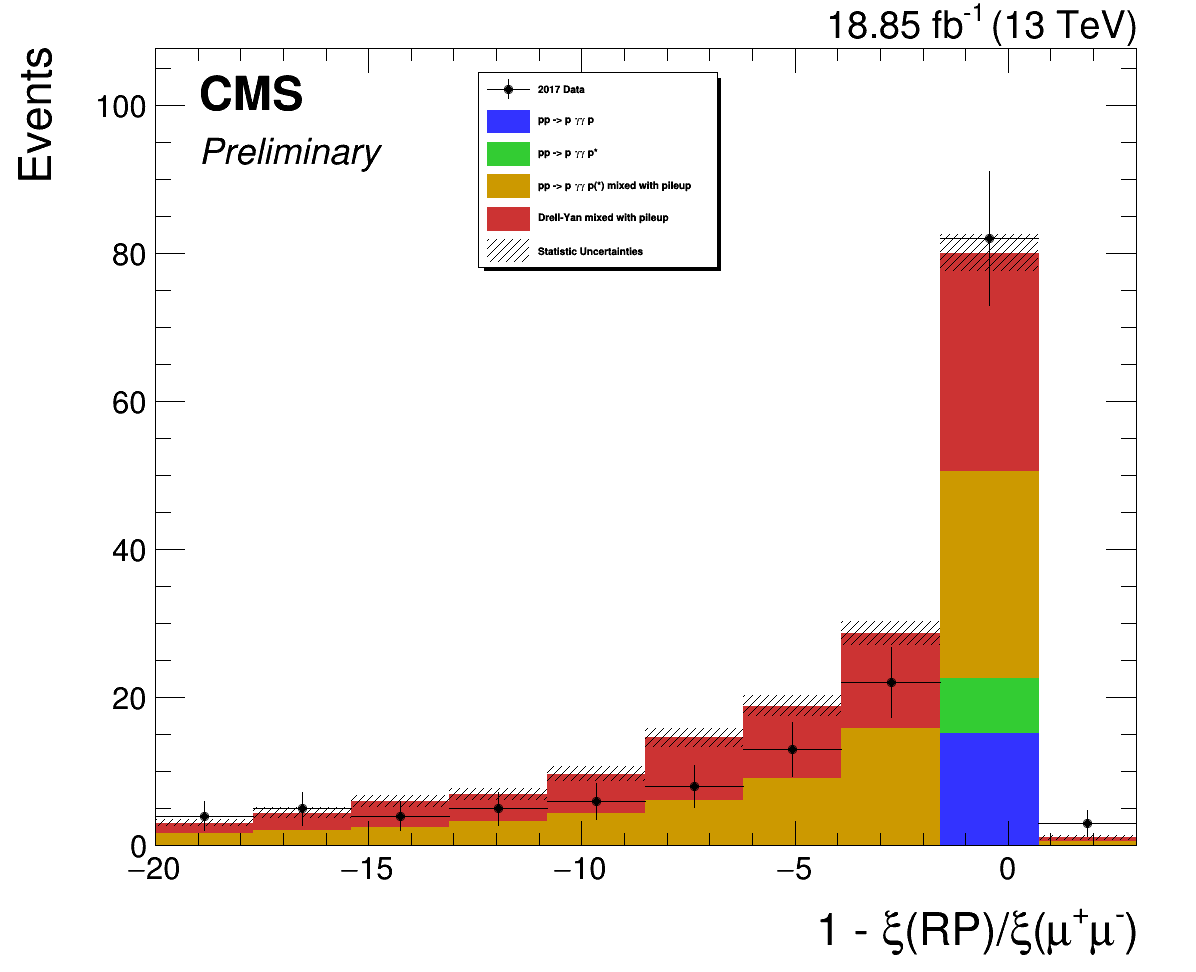 18.85 fb⁻¹ (13 TeV)
Events
CMS
Preliminary
2017 Data
pp -> p γγ p
pp -> p γγ p*
pp -> p γγ p(*) mixed with pileup
Drell-Yan mixed with pileup
Statistic Uncertainties
100
80
60
40
20
0
−20 −15 −10 −5 0
1 - ξ(RP)/ξ(μ⁺μ⁻)